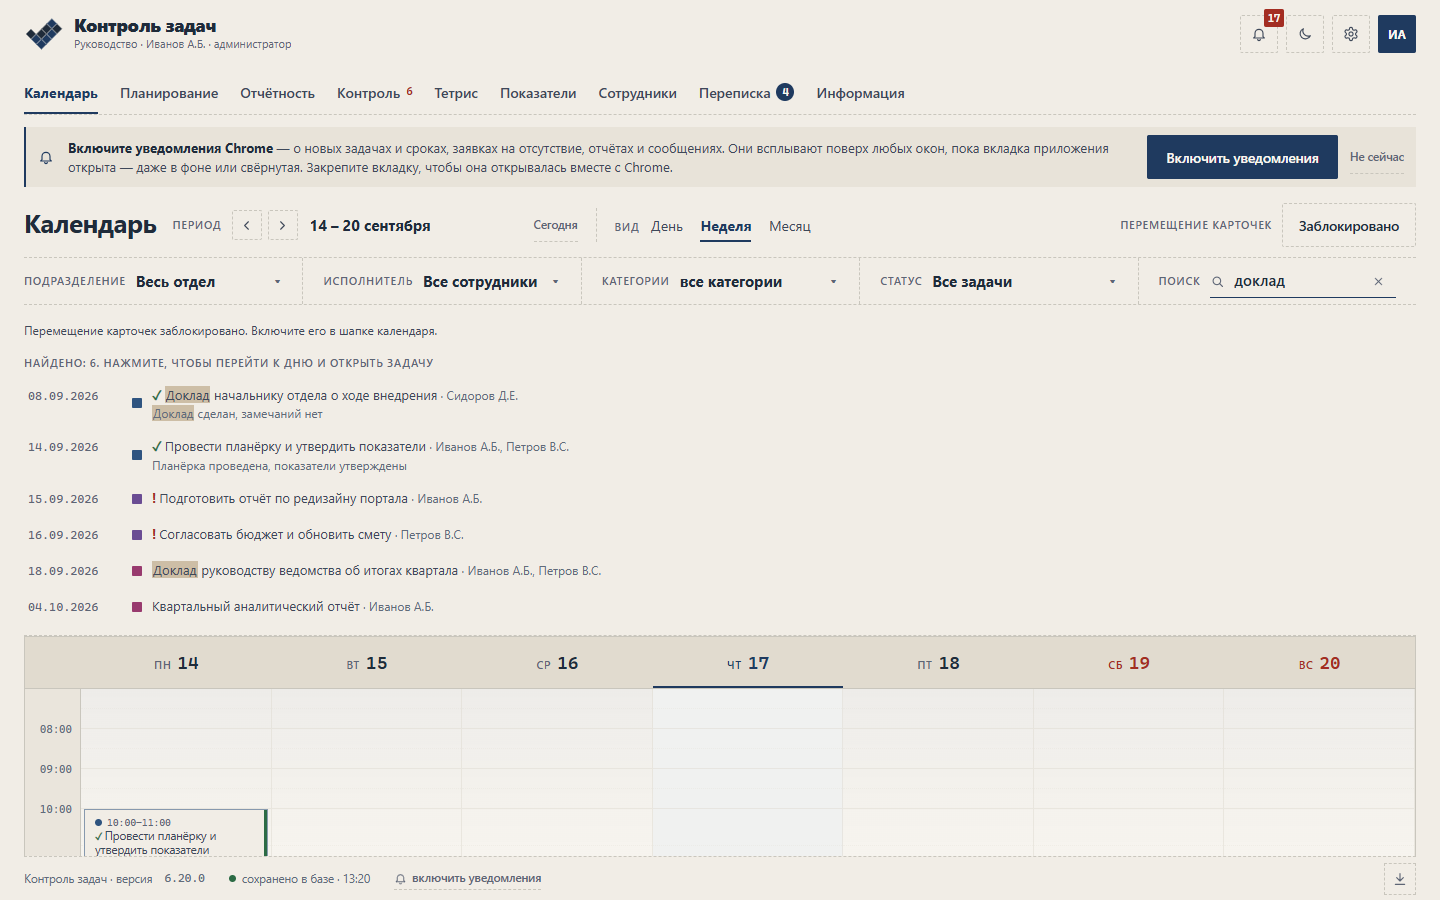 Контроль задач
Руководство · Иванов А.Б. · администратор
17
ИА
Календарь Планирование Отчётность Контроль 6 Тетрис Показатели Сотрудники Переписка 4 Информация
Включите уведомления Chrome — о новых задачах и сроках, заявках на отсутствие, отчётах и сообщениях. Они всплывают поверх любых окон, пока вкладка приложения
открыта — даже в фоне или свёрнутая. Закрепите вкладку, чтобы она открывалась вместе с Chrome.
Включить уведомления
Не сейчас
Календарь ПЕРИОД 14 – 20 сентября Сегодня ВИД День Неделя Месяц ПЕРЕМЕЩЕНИЕ КАРТОЧЕК Заблокировано
ПОДРАЗДЕЛЕНИЕ Весь отдел ИСПОЛНИТЕЛЬ Все сотрудники КАТЕГОРИИ все категории СТАТУС Все задачи ПОИСК доклад
Перемещение карточек заблокировано. Включите его в шапке календаря.
НАЙДЕНО: 6. НАЖМИТЕ, ЧТОБЫ ПЕРЕЙТИ К ДНЮ И ОТКРЫТЬ ЗАДАЧУ
08.09.2026 ✓ Доклад начальнику отдела о ходе внедрения · Сидоров Д.Е.
Доклад сделан, замечаний нет
14.09.2026 ✓ Провести планёрку и утвердить показатели · Иванов А.Б., Петров В.С.
Планёрка проведена, показатели утверждены
15.09.2026 ! Подготовить отчёт по редизайну портала · Иванов А.Б.
16.09.2026 ! Согласовать бюджет и обновить смету · Петров В.С.
18.09.2026 Доклад руководству ведомства об итогах квартала · Иванов А.Б., Петров В.С.
04.10.2026 Квартальный аналитический отчёт · Иванов А.Б.
ПН 14 ВТ 15 СР 16 ЧТ 17 ПТ 18 СБ 19 ВС 20
08:00
09:00
10:00
10:00–11:00
✓ Провести планёрку и
утвердить показатели
Контроль задач · версия 6.20.0 сохранено в базе · 13:20 включить уведомления